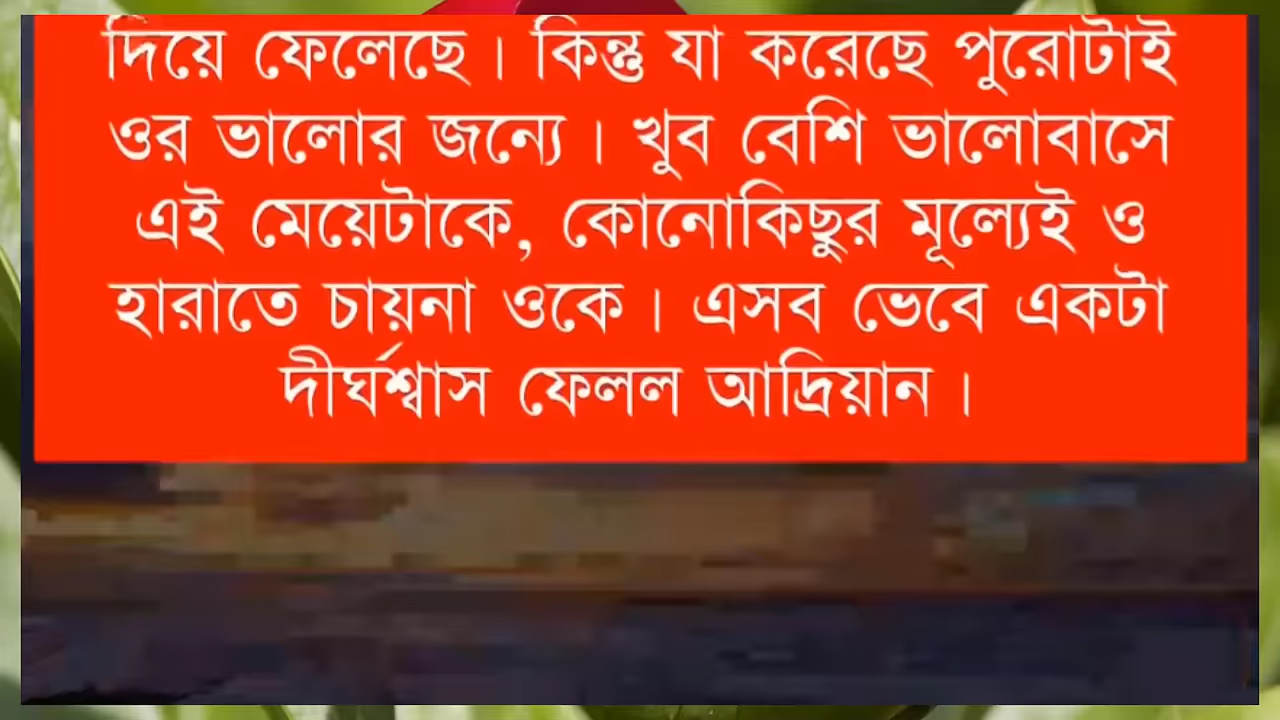 দিয়ে ফেলেছে। কিন্তু যা করেছে পুরোটাই
ওর ভালোর জন্যে। খুব বেশি ভালোবাসে
এই মেয়েটাকে, কোনোকিছুর মূল্যেই ও
হারাতে চায়না ওকে। এসব ভেবে একটা
দীর্ঘশ্বাস ফেলল আদ্রিয়ান।